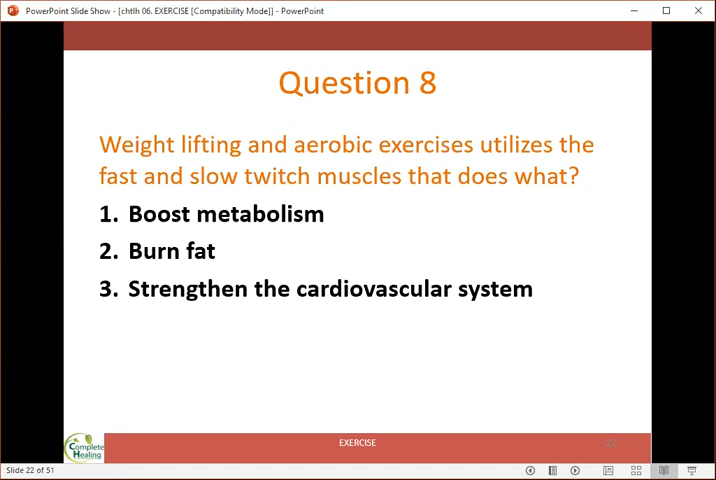 PowerPoint Slide Show - [chtlh 06. EXERCISE [Compatibility Mode]] - PowerPoint
Question 8
Weight lifting and aerobic exercises utilizes the
fast and slow twitch muscles that does what?
1. Boost metabolism
2. Burn fat
3. Strengthen the cardiovascular system
Complete
Healing
EXERCISE
22
Slide 22 of 51